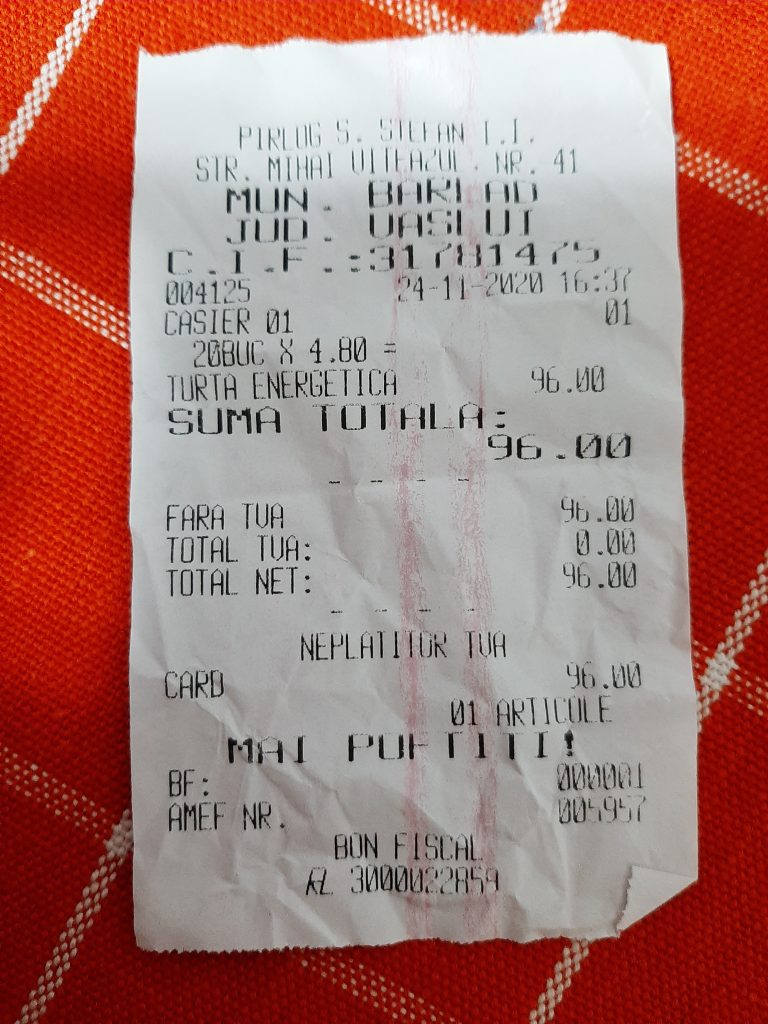 PIRLOG S. STEFAN I.I.
STR. MIHAI VITEAZUL. NR. 41
MUN. BARLAD
JUD. VASLUI
C.I.F.:31781475
004125 24-11-2020 16:37
CASIER 01 01
20BUC X 4.80 =
TURTA ENERGETICA 96.00
SUMA TOTALA:
96.00
- - - -
FARA TVA 96.00
TOTAL TVA: 0.00
TOTAL NET: 96.00
- - - -
NEPLATITOR TVA
CARD 96.00
01 ARTICOLE
MAI POFTITI!
BF: 000001
AMEF NR. 005957
BON FISCAL
3000022859